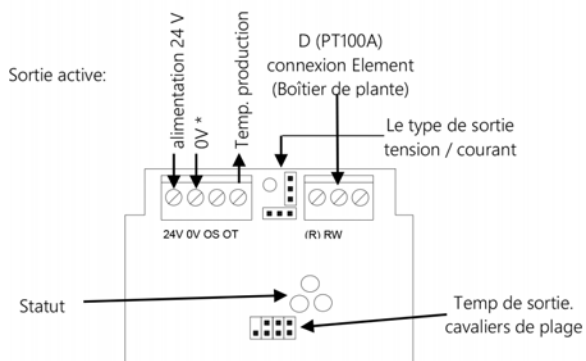 Sortie active:
alimentation 24 V
0V *
Temp. production
D (PT100A)
connexion Element
(Boîtier de plante)
Le type de sortie
tension / courant
24V 0V OS OT
(R) RW
Statut
Temp de sortie.
cavaliers de plage